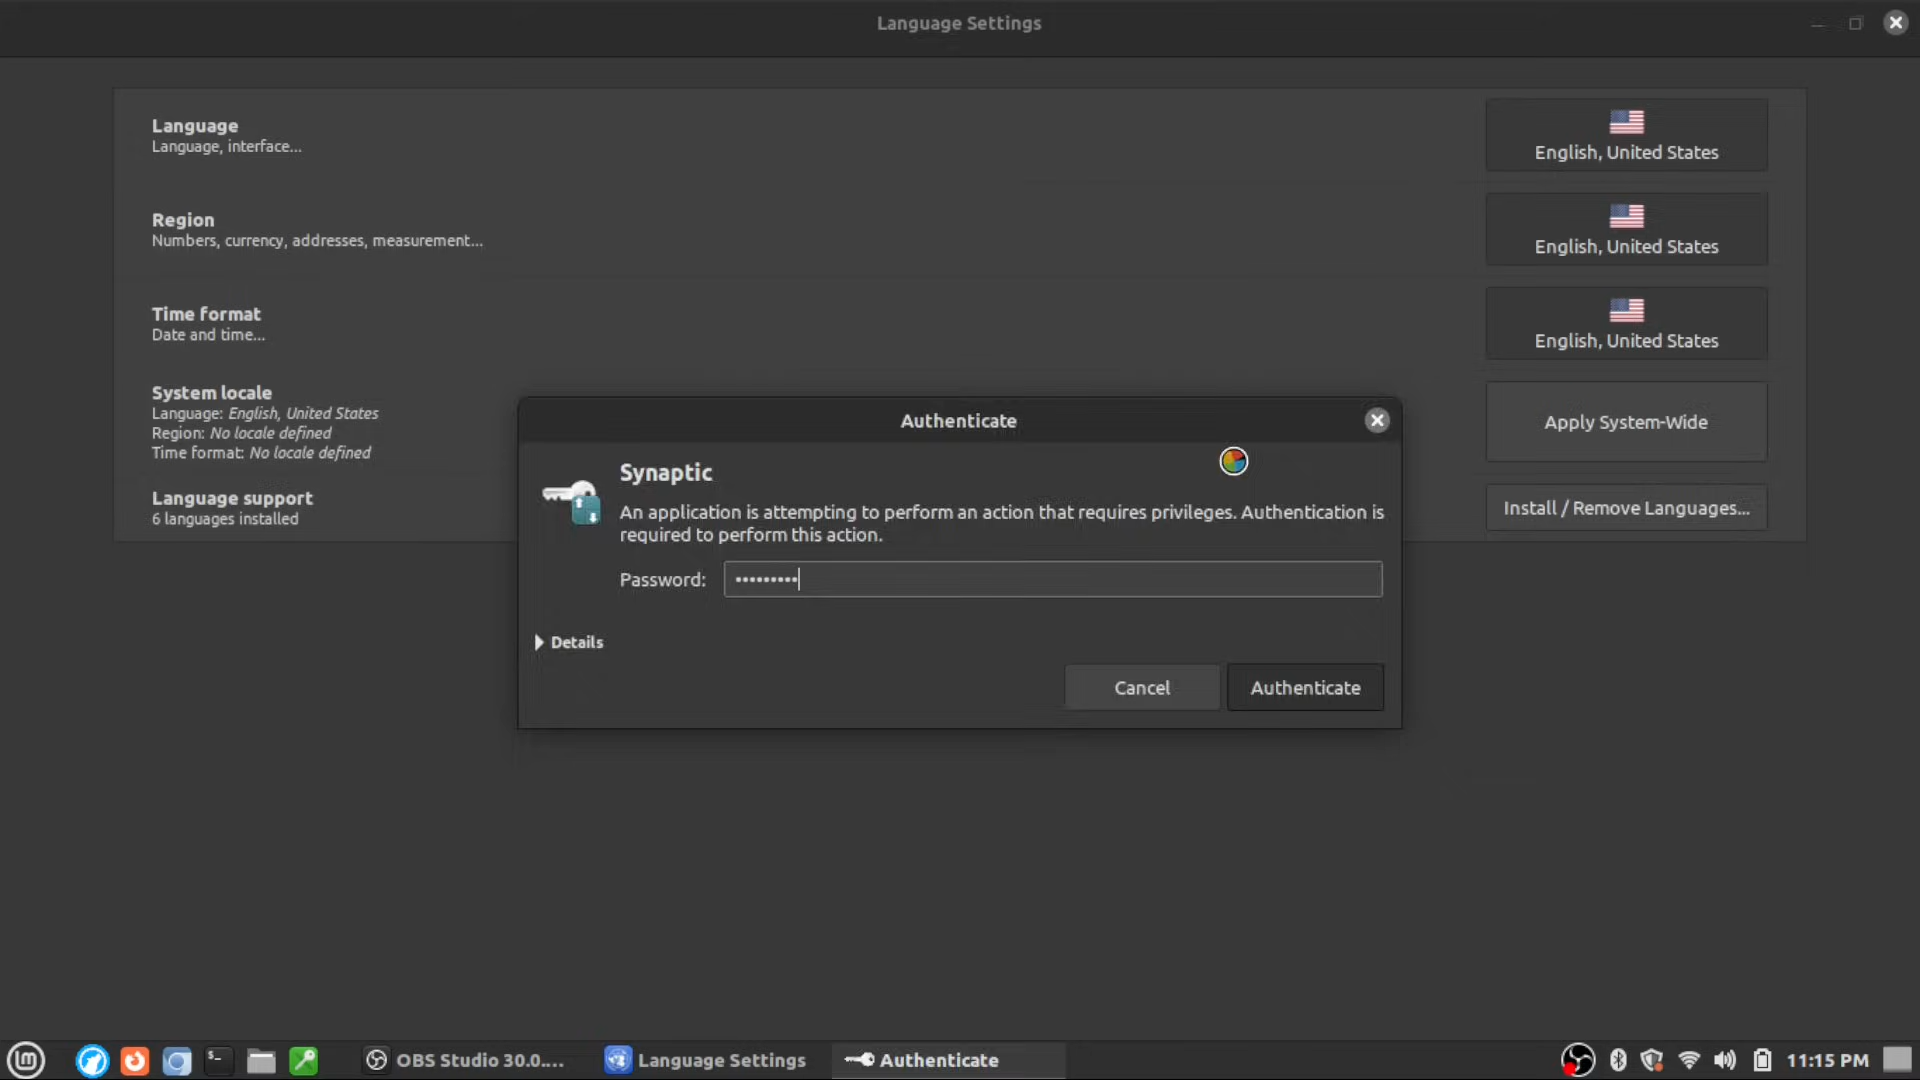 Language Settings
Language
Language, interface...
English, United States
Region
Numbers, currency, addresses, measurement...
English, United States
Time format
Date and time...
English, United States
System locale
Language: English, United States
Region: No locale defined
Time format: No locale defined
Apply System-Wide
Language support
6 languages installed
Install / Remove Languages...
Authenticate
Synaptic
An application is attempting to perform an action that requires privileges. Authentication is
required to perform this action.
Password: •••••••••
Details
Cancel
Authenticate
OBS Studio 30.0....
Language Settings
Authenticate
11:15 PM